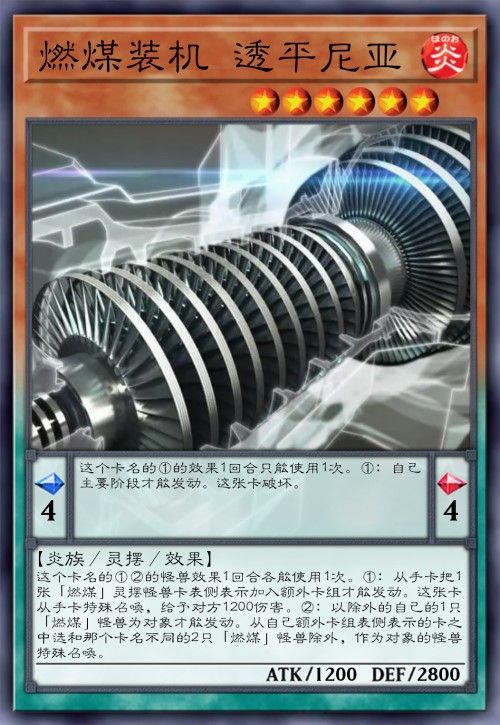 燃煤装机 透平尼亚
ほのお
炎
这个卡名的①的效果1回合只能使用1次。①：自己
主要阶段才能发动。这张卡破坏。
4
4
【炎族／灵摆／效果】
这个卡名的①②的怪兽效果1回合各能使用1次。①：从手卡把1
张「燃煤」灵摆怪兽卡表侧表示加入额外卡组才能发动。这张卡
从手卡特殊召唤，给予对方1200伤害。②：以除外的自己的1只
「燃煤」怪兽为对象才能发动。从自己额外卡组表侧表示的卡之
中选和那个卡名不同的2只「燃煤」怪兽除外，作为对象的怪兽
特殊召唤。
ATK/1200 DEF/2800